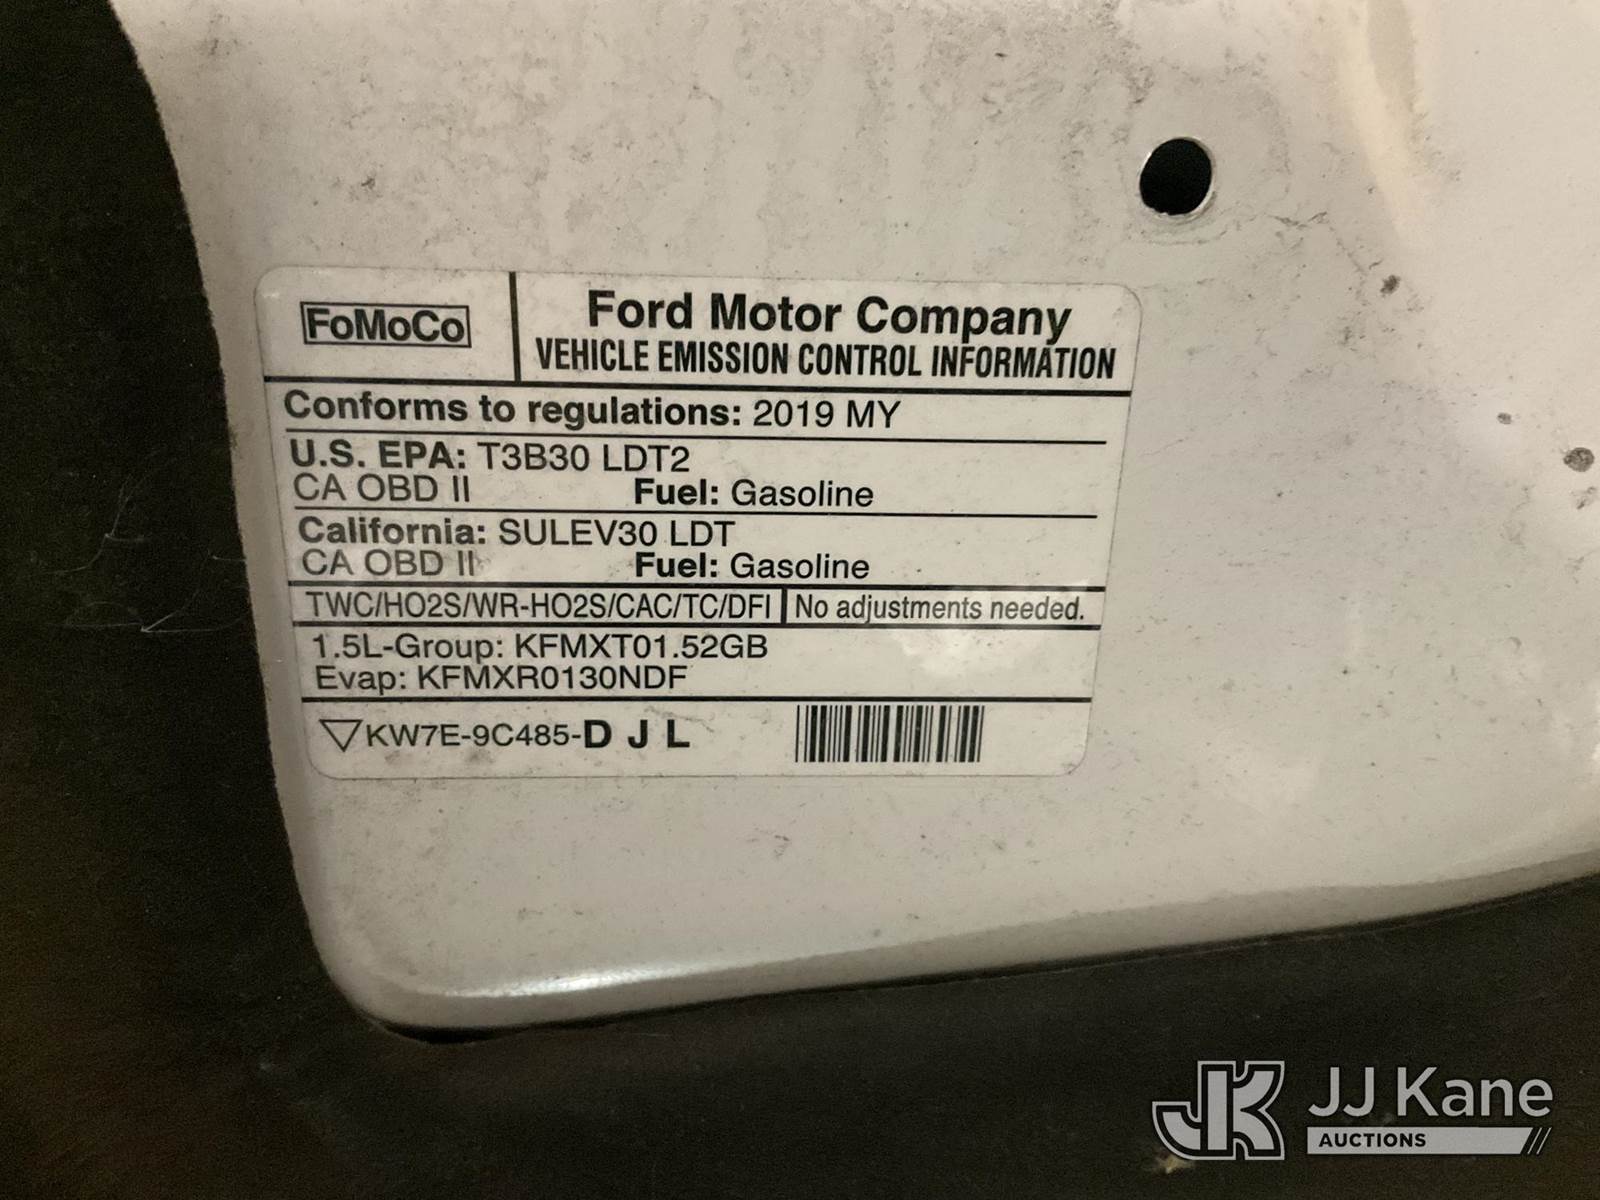 FoMoCo
Ford Motor Company
VEHICLE EMISSION CONTROL INFORMATION
Conforms to regulations: 2019 MY
U.S. EPA: T3B30 LDT2
CA OBD II Fuel: Gasoline
California: SULEV30 LDT
CA OBD II Fuel: Gasoline
TWC/HO2S/WR-HO2S/CAC/TC/DFI No adjustments needed.
1.5L-Group: KFMXT01.52GB
Evap: KFMXR0130NDF
KW7E-9C485-D J L
JK JJ Kane
AUCTIONS